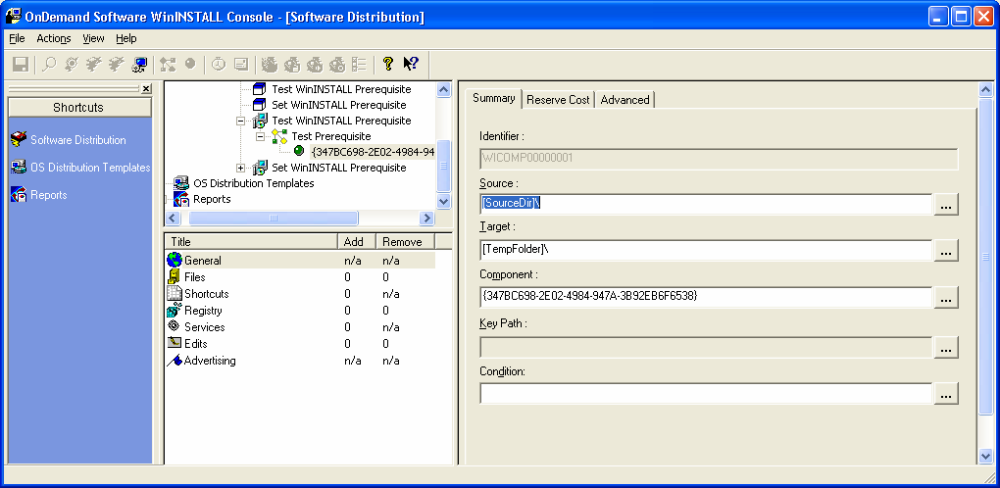 OnDemand Software WinINSTALL Console - [Software Distribution]
File Actions View Help
Shortcuts
Software Distribution
OS Distribution Templates
Reports
Test WinINSTALL Prerequisite
Set WinINSTALL Prerequisite
Test WinINSTALL Prerequisite
Test Prerequisite
{347BC698-2E02-4984-94
Set WinINSTALL Prerequisite
OS Distribution Templates
Reports
Title Add Remove
General n/a n/a
Files 0 0
Shortcuts 0 n/a
Registry 0 0
Services 0 n/a
Edits 0 0
Advertising n/a n/a
Summary Reserve Cost Advanced
Identifier :
WICOMP00000001
Source :
[SourceDir]\ ...
Target :
[TempFolder]\ ...
Component :
{347BC698-2E02-4984-947A-3B92EB6F6538} ...
Key Path :
...
Condition:
...